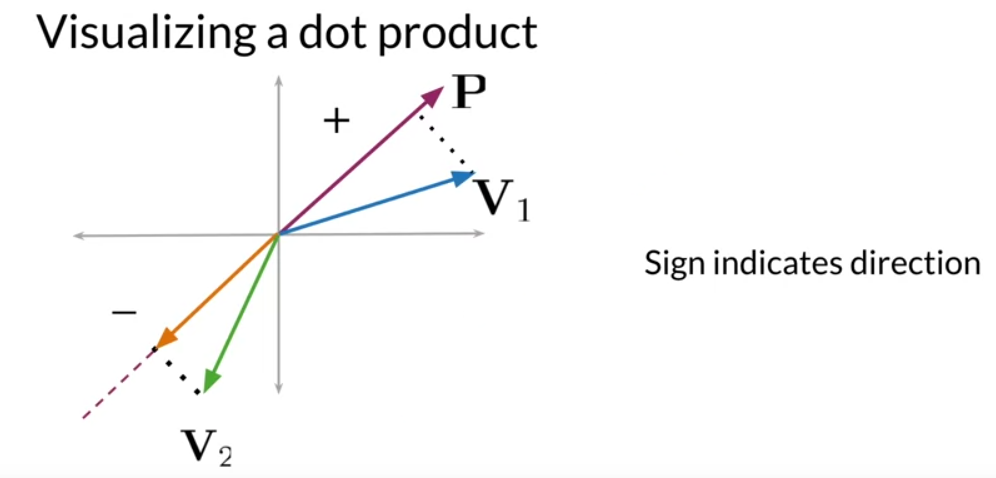 Visualizing a dot product
P
+
V₁
Sign indicates direction
−
V₂